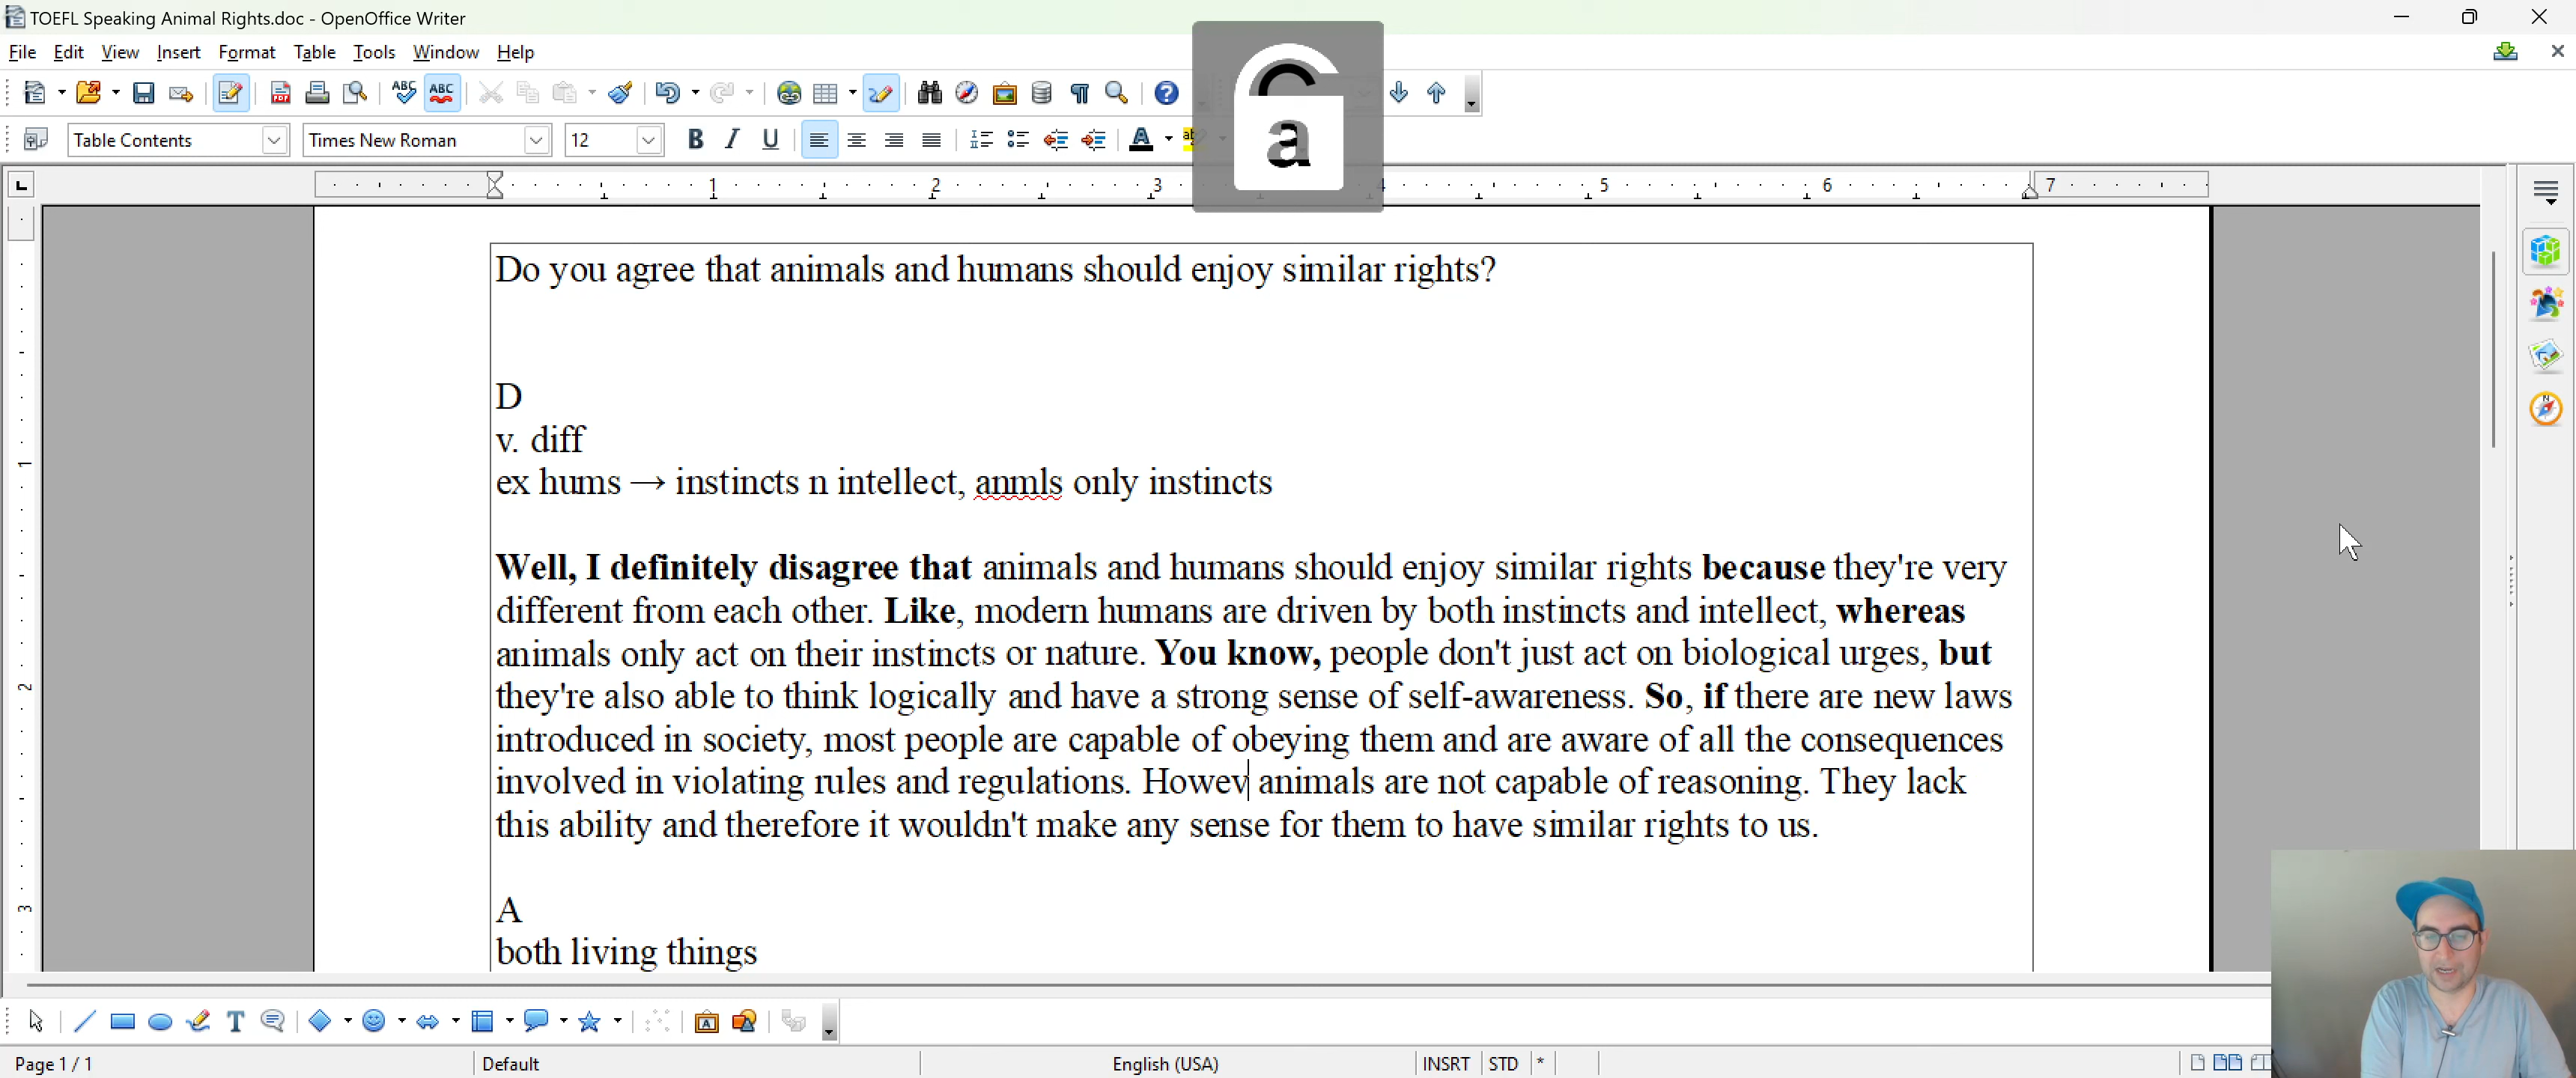 TOEFL Speaking Animal Rights.doc - OpenOffice Writer
File Edit View Insert Format Table Tools Window Help
Table Contents Times New Roman 12
1 2 3 4 5 6 7
a
Do you agree that animals and humans should enjoy similar rights?
D
v. diff
ex hums → instincts n intellect, anmls only instincts
Well, I definitely disagree that animals and humans should enjoy similar rights because they're very
different from each other. Like, modern humans are driven by both instincts and intellect, whereas
animals only act on their instincts or nature. You know, people don't just act on biological urges, but
they're also able to think logically and have a strong sense of self-awareness. So, if there are new laws
introduced in society, most people are capable of obeying them and are aware of all the consequences
involved in violating rules and regulations. Howev animals are not capable of reasoning. They lack
this ability and therefore it wouldn't make any sense for them to have similar rights to us.
A
both living things
Page 1 / 1 Default English (USA) INSRT STD *